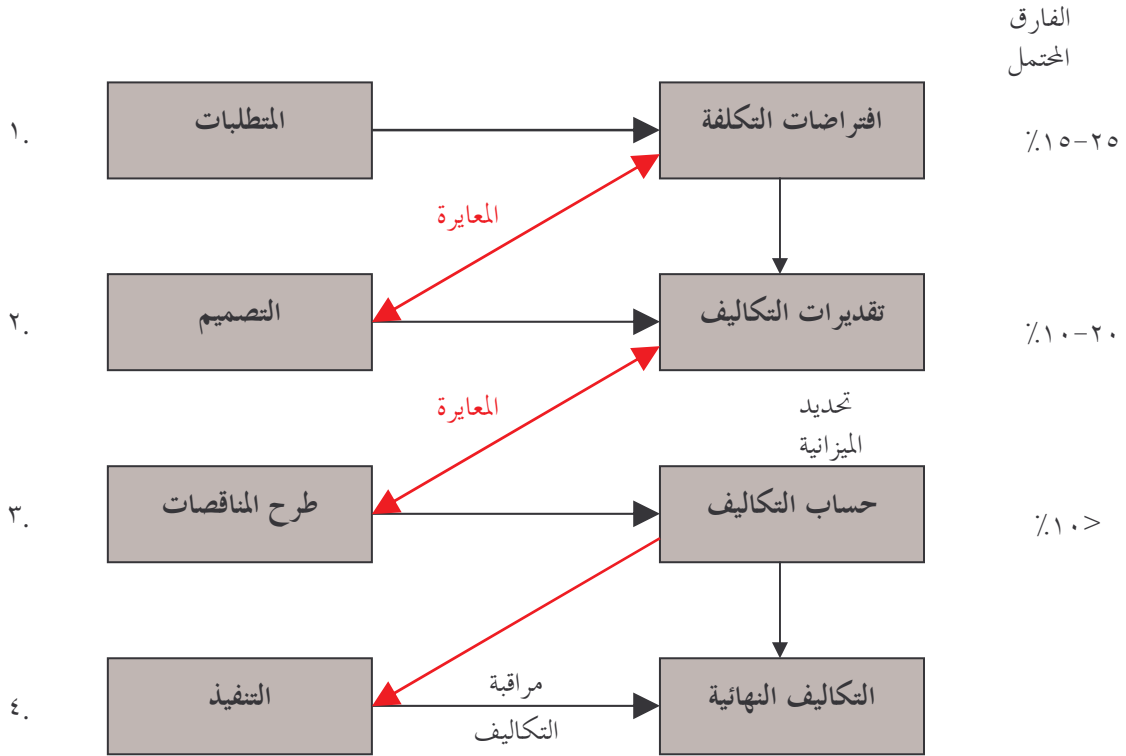 الفارق
المحتمل
١.
المتطلبات
افتراضات التكلفة
٢٥-١٥٪
المعايرة
٢.
التصميم
تقديرات التكاليف
٢٠-١٠٪
المعايرة
تحديد
الميزانية
٣.
طرح المناقصات
حساب التكاليف
<١٠٪
٤.
التنفيذ
مراقبة
التكاليف
التكاليف النهائية